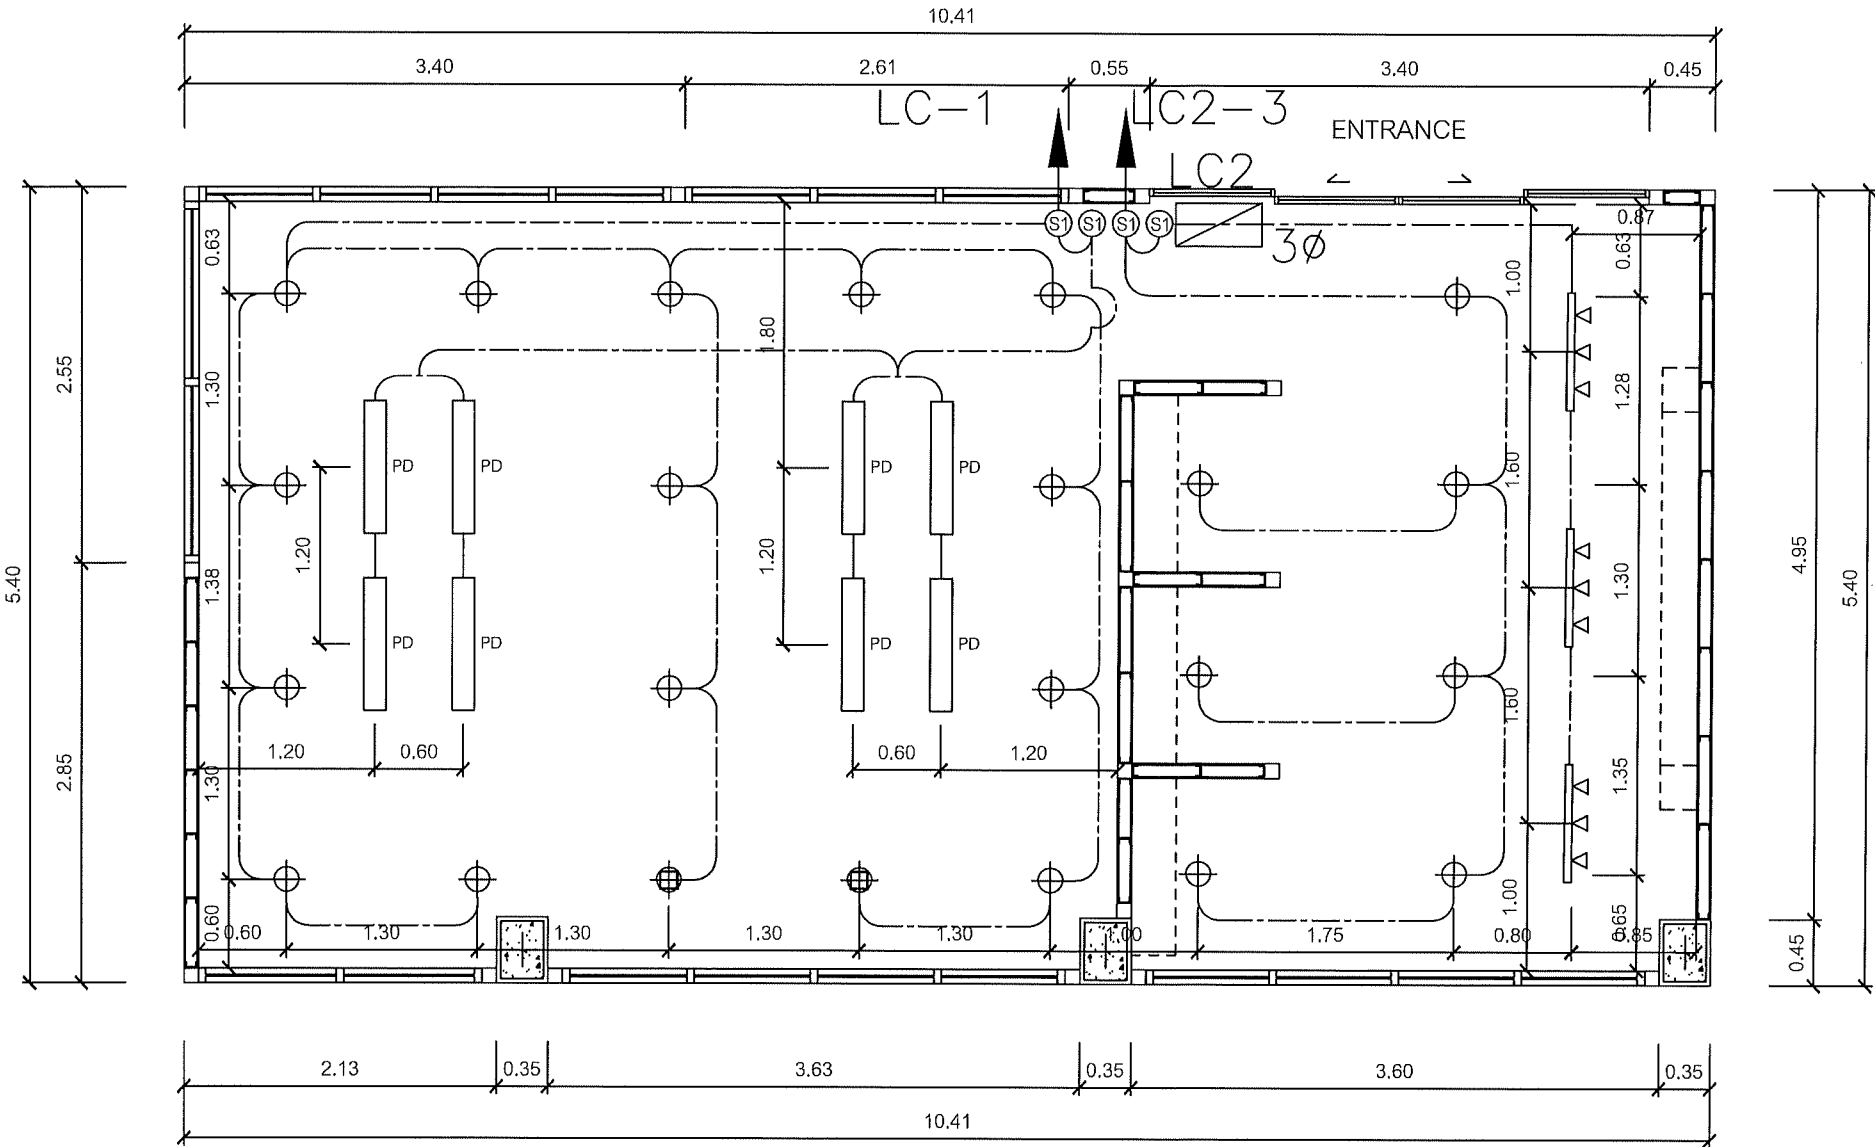 10.41
3.40
2.61
0.55
3.40
0.45
LC-1
LC2-3
ENTRANCE
LC2
S1
S1
S1
S1
3Ø
0.87
0.63
0.63
1.00
1.80
1.30
1.28
2.55
PD
PD
PD
PD
1.60
1.20
1.20
4.95
5.40
5.40
1.38
1.30
PD
PD
PD
PD
1.60
1.20
0.60
0.60
1.20
2.85
1.30
1.35
1.00
0.60
0.60
1.30
1.30
1.30
1.30
1.00
1.75
0.80
0.65
0.85
0.45
2.13
0.35
3.63
0.35
3.60
0.35
10.41